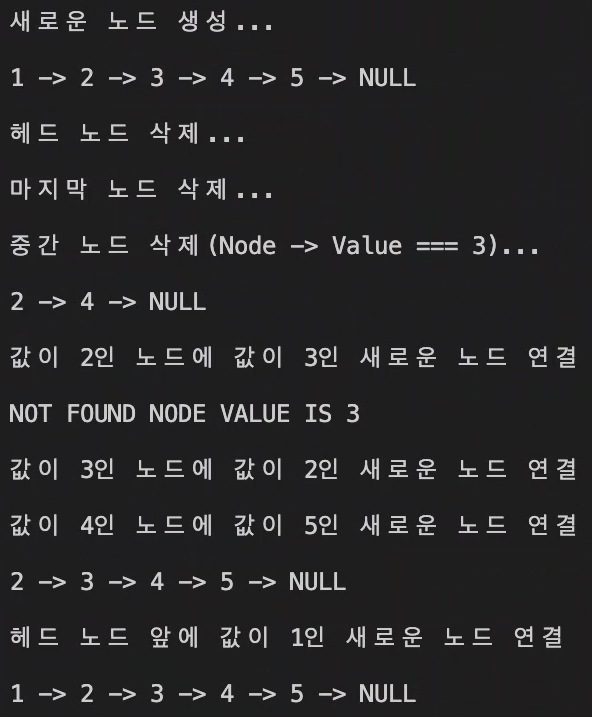 새로운 노드 생성...
1 -> 2 -> 3 -> 4 -> 5 -> NULL
헤드 노드 삭제...
마지막 노드 삭제...
중간 노드 삭제(Node -> Value === 3)...
2 -> 4 -> NULL
값이 2인 노드에 값이 3인 새로운 노드 연결
NOT FOUND NODE VALUE IS 3
값이 3인 노드에 값이 2인 새로운 노드 연결
값이 4인 노드에 값이 5인 새로운 노드 연결
2 -> 3 -> 4 -> 5 -> NULL
헤드 노드 앞에 값이 1인 새로운 노드 연결
1 -> 2 -> 3 -> 4 -> 5 -> NULL